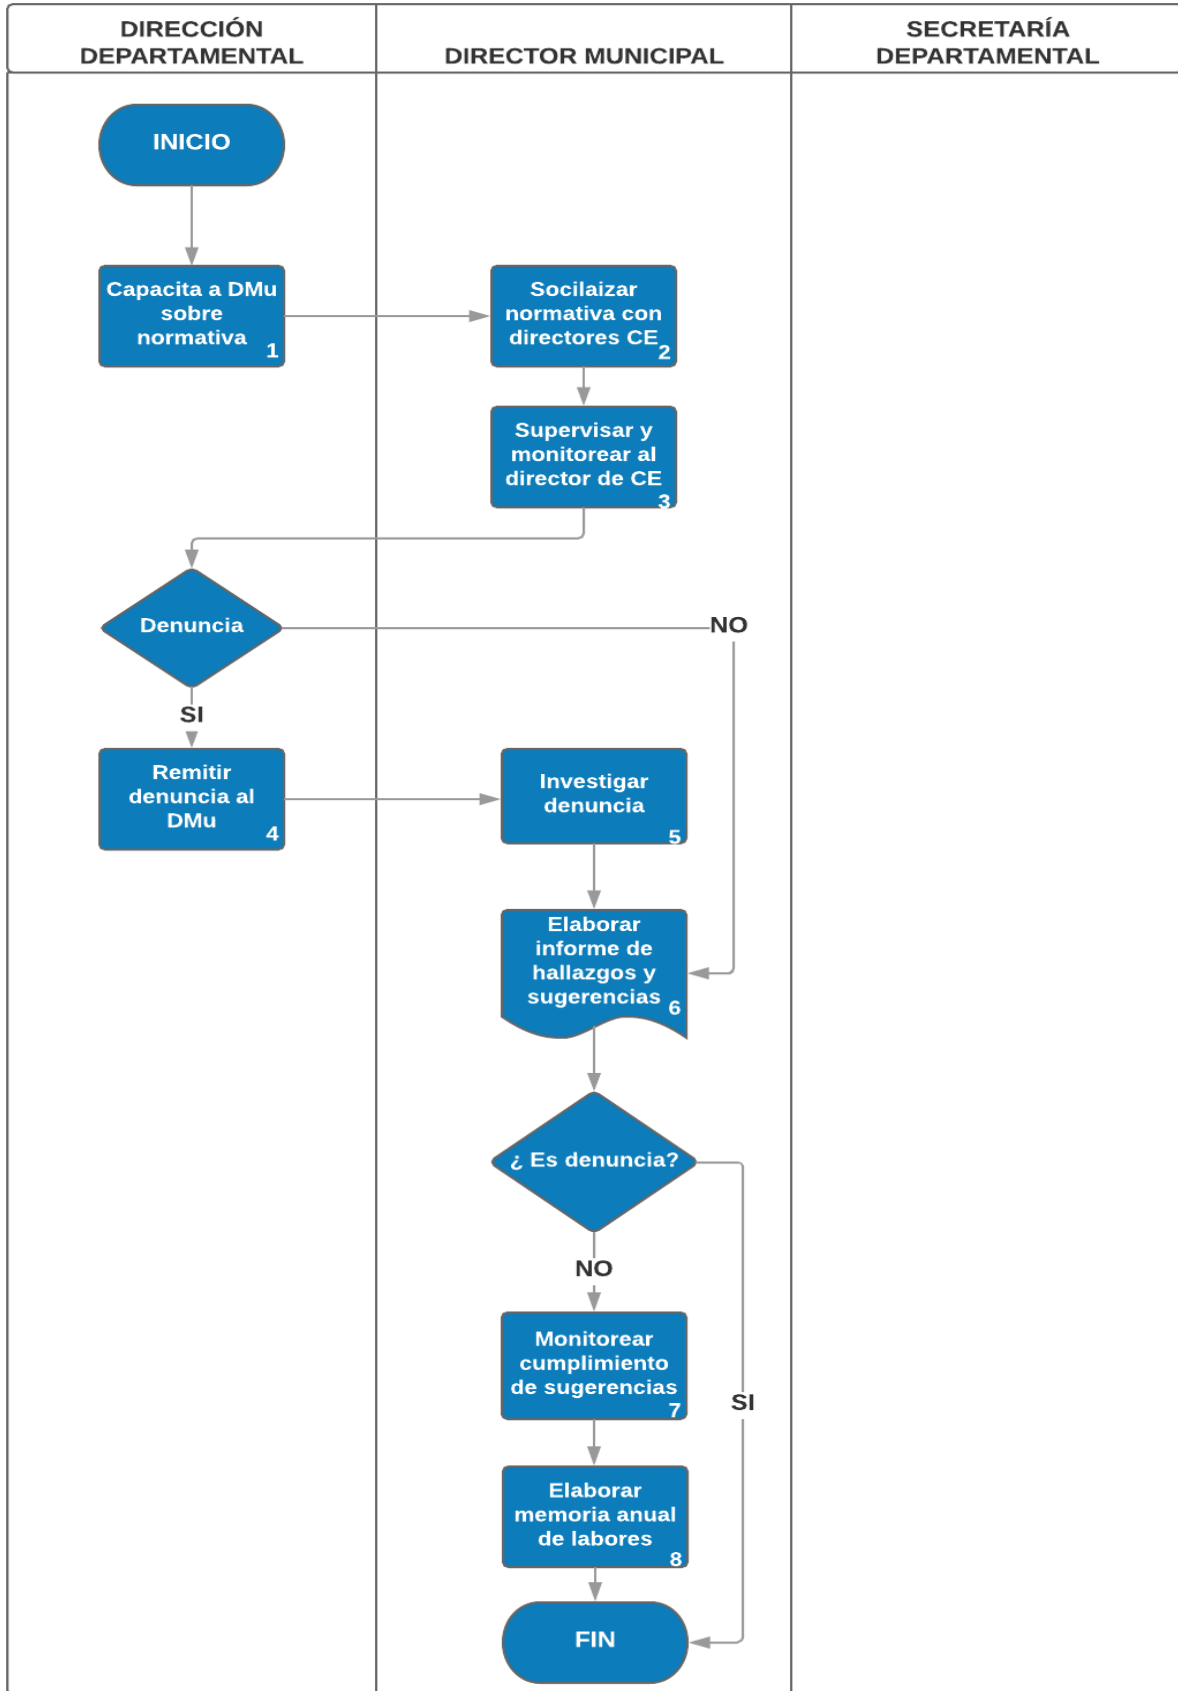 DIRECCIÓN
DEPARTAMENTAL
DIRECTOR MUNICIPAL
SECRETARÍA
DEPARTAMENTAL
INICIO
Capacita a DMu
sobre
normativa
1
Socilaizar
normativa con
directores CE
2
Supervisar y
monitorear al
director de CE
3
Denuncia
NO
SI
Remitir
denuncia al
DMu
4
Investigar
denuncia
5
Elaborar
informe de
hallazgos y
sugerencias
6
¿ Es denuncia?
NO
Monitorear
cumplimiento
de sugerencias
7
SI
Elaborar
memoria anual
de labores
8
FIN